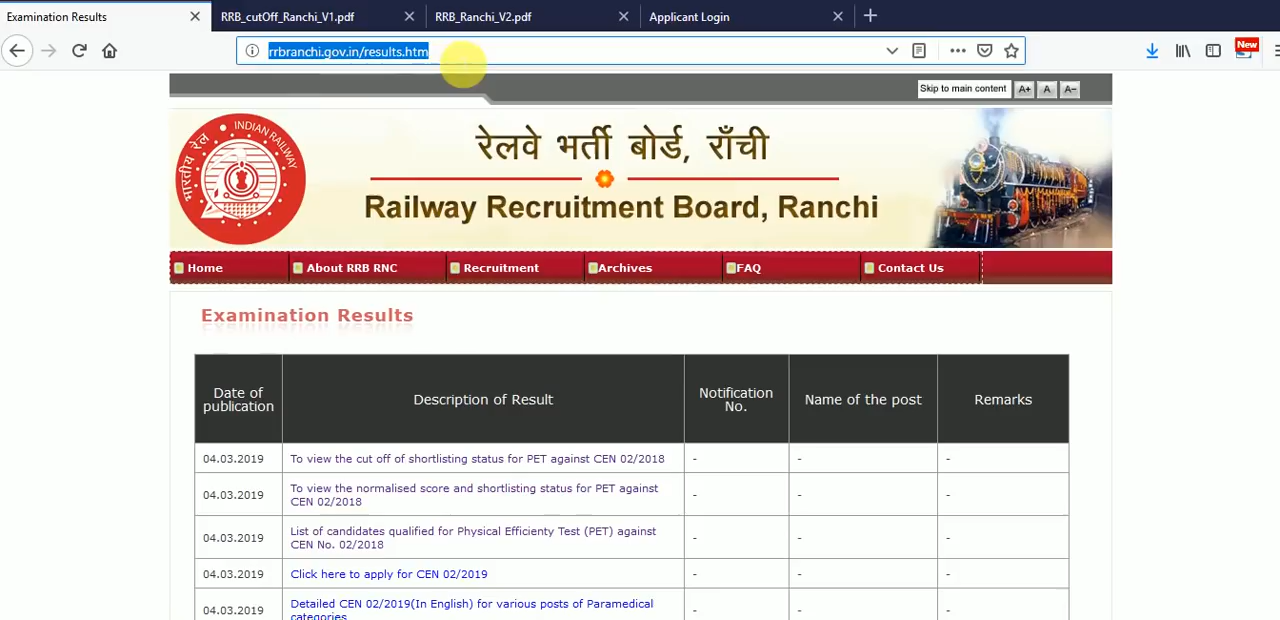 Examination Results
RRB_cutOff_Ranchi_V1.pdf
RRB_Ranchi_V2.pdf
Applicant Login
rrbranchi.gov.in/results.htm
New
Skip to main content
A+
A
A-
भारतीय रेल
INDIAN RAILWAY
रेलवे भर्ती बोर्ड, राँची
Railway Recruitment Board, Ranchi
Home
About RRB RNC
Recruitment
Archives
FAQ
Contact Us
Examination Results
Date of
publication
Description of Result
Notification
No.
Name of the post
Remarks
04.03.2019
To view the cut off of shortlisting status for PET against CEN 02/2018
-
-
-
04.03.2019
To view the normalised score and shortlisting status for PET against
CEN 02/2018
-
-
-
04.03.2019
List of candidates qualified for Physical Efficienty Test (PET) against
CEN No. 02/2018
-
-
-
04.03.2019
Click here to apply for CEN 02/2019
-
-
-
04.03.2019
Detailed CEN 02/2019(In English) for various posts of Paramedical
categories
-
-
-